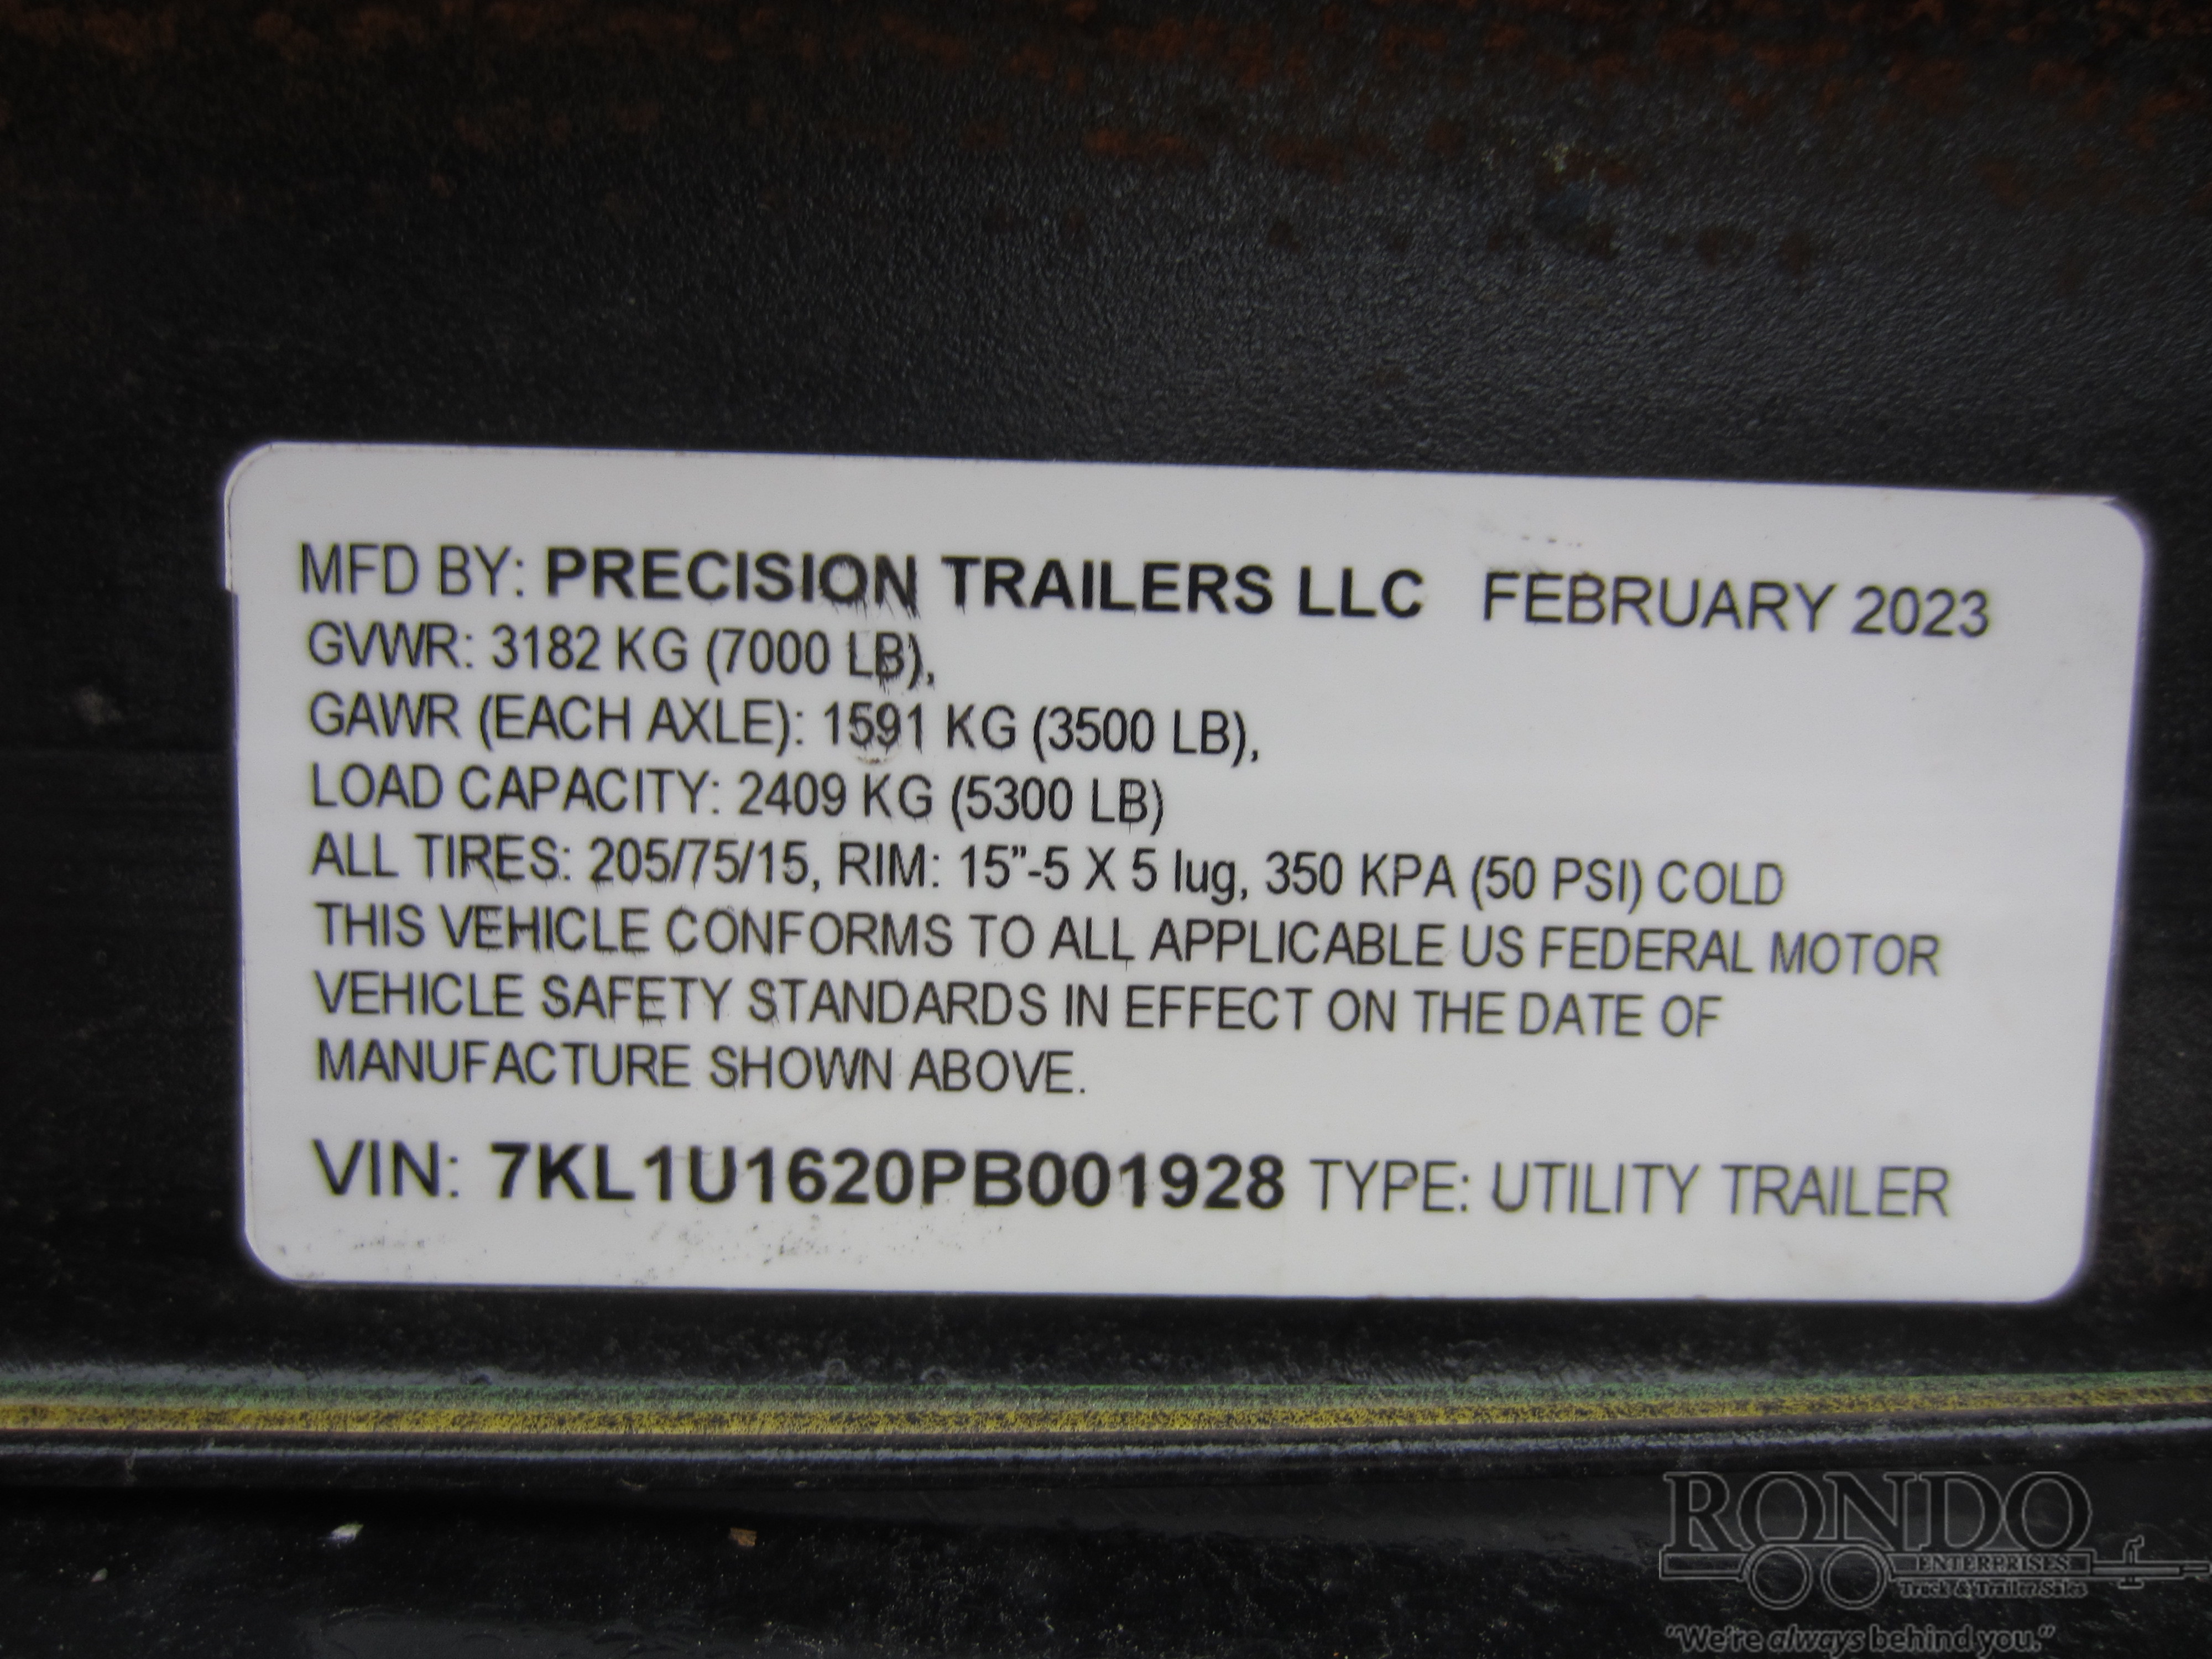 MFD BY: PRECISION TRAILERS LLC FEBRUARY 2023
GVWR: 3182 KG (7000 LB),
GAWR (EACH AXLE): 1591 KG (3500 LB),
LOAD CAPACITY: 2409 KG (5300 LB)
ALL TIRES: 205/75/15, RIM: 15”-5 X 5 lug, 350 KPA (50 PSI) COLD
THIS VEHICLE CONFORMS TO ALL APPLICABLE US FEDERAL MOTOR
VEHICLE SAFETY STANDARDS IN EFFECT ON THE DATE OF
MANUFACTURE SHOWN ABOVE.
VIN: 7KL1U1620PB001928 TYPE: UTILITY TRAILER
RONDO
ENTERPRISES
Truck & Trailer Sales
"We're always behind you."